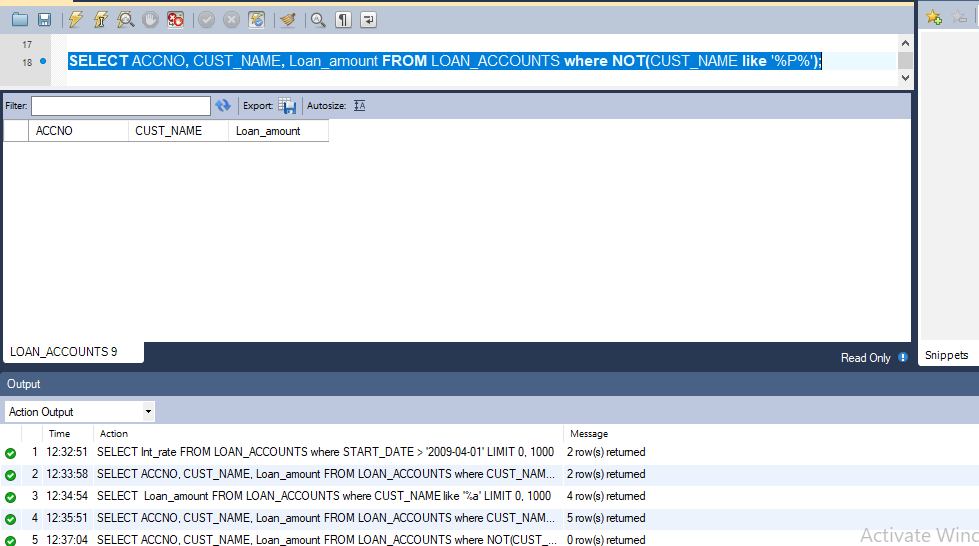 17
18 SELECT ACCNO, CUST_NAME, Loan_amount FROM LOAN_ACCOUNTS where NOT(CUST_NAME like '%P%');
Filter: Export: Autosize:
ACCNO CUST_NAME Loan_amount
LOAN_ACCOUNTS 9
Read Only
Snippets
Output
Action Output
Time Action Message
1 12:32:51 SELECT Int_rate FROM LOAN_ACCOUNTS where START_DATE > '2009-04-01' LIMIT 0, 1000 2 row(s) returned
2 12:33:58 SELECT ACCNO, CUST_NAME, Loan_amount FROM LOAN_ACCOUNTS where CUST_NAM... 2 row(s) returned
3 12:34:54 SELECT Loan_amount FROM LOAN_ACCOUNTS where CUST_NAME like '%a' LIMIT 0, 1000 4 row(s) returned
4 12:35:51 SELECT ACCNO, CUST_NAME, Loan_amount FROM LOAN_ACCOUNTS where CUST_NAM... 5 row(s) returned
5 12:37:04 SELECT ACCNO, CUST_NAME, Loan_amount FROM LOAN_ACCOUNTS where NOT(CUST_... 0 row(s) returned
Activate Win